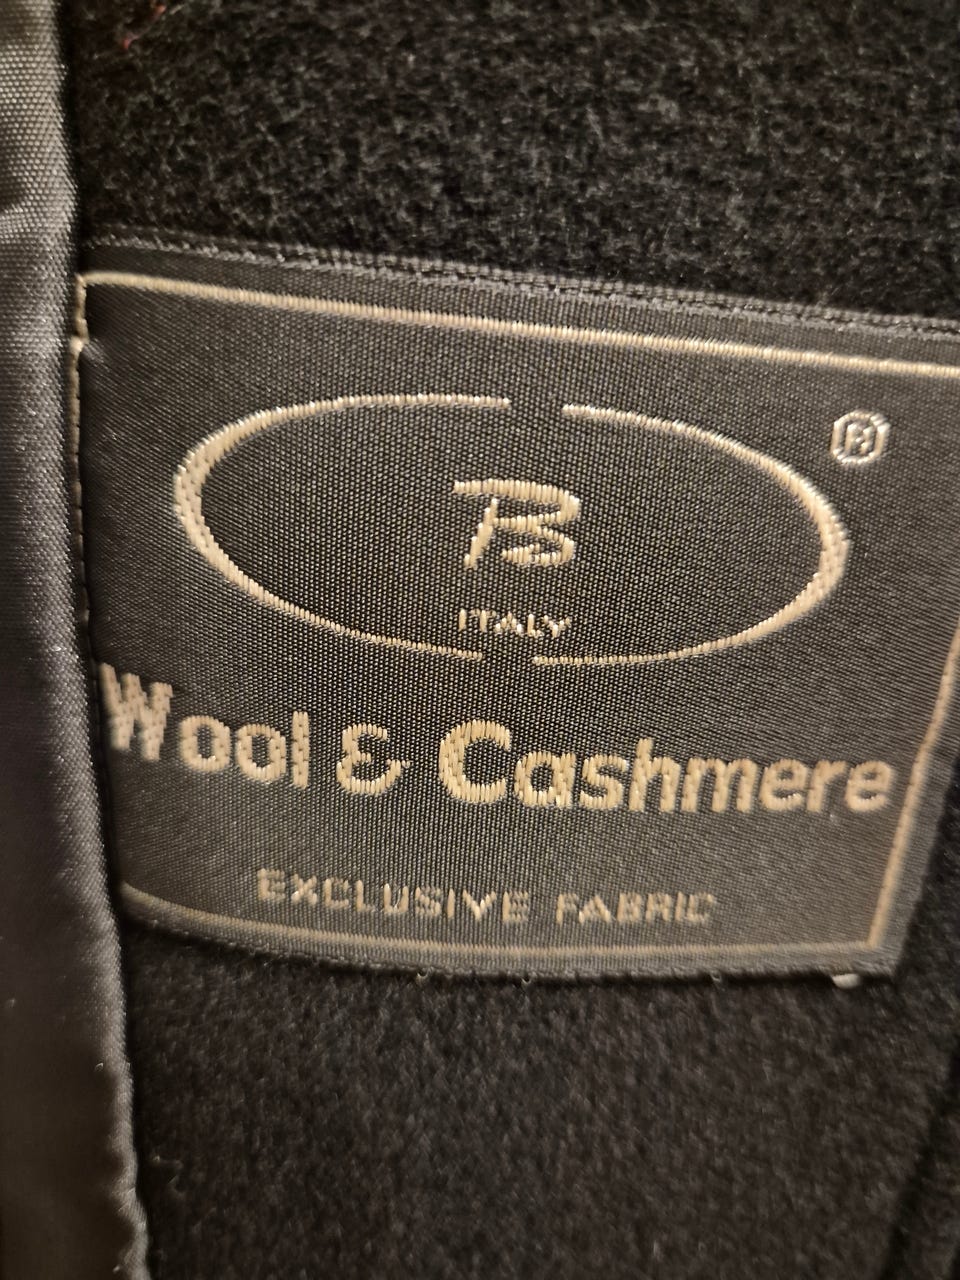 ®
B
ITALY
Wool & Cashmere
EXCLUSIVE FABRIC